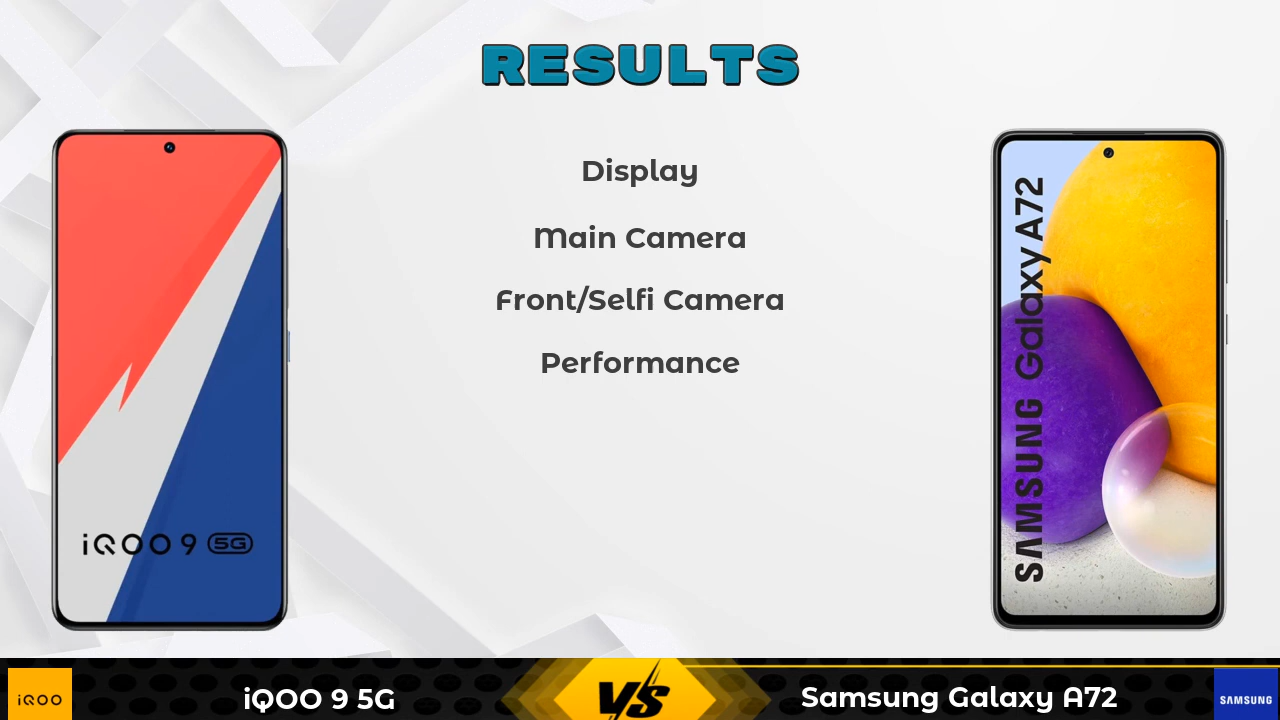 RESULTS
Display
Main Camera
Front/Selfi Camera
Performance
iQOO 9 5G
SAMSUNG Galaxy A72
iQOO
iQOO 9 5G
VS
Samsung Galaxy A72
SAMSUNG